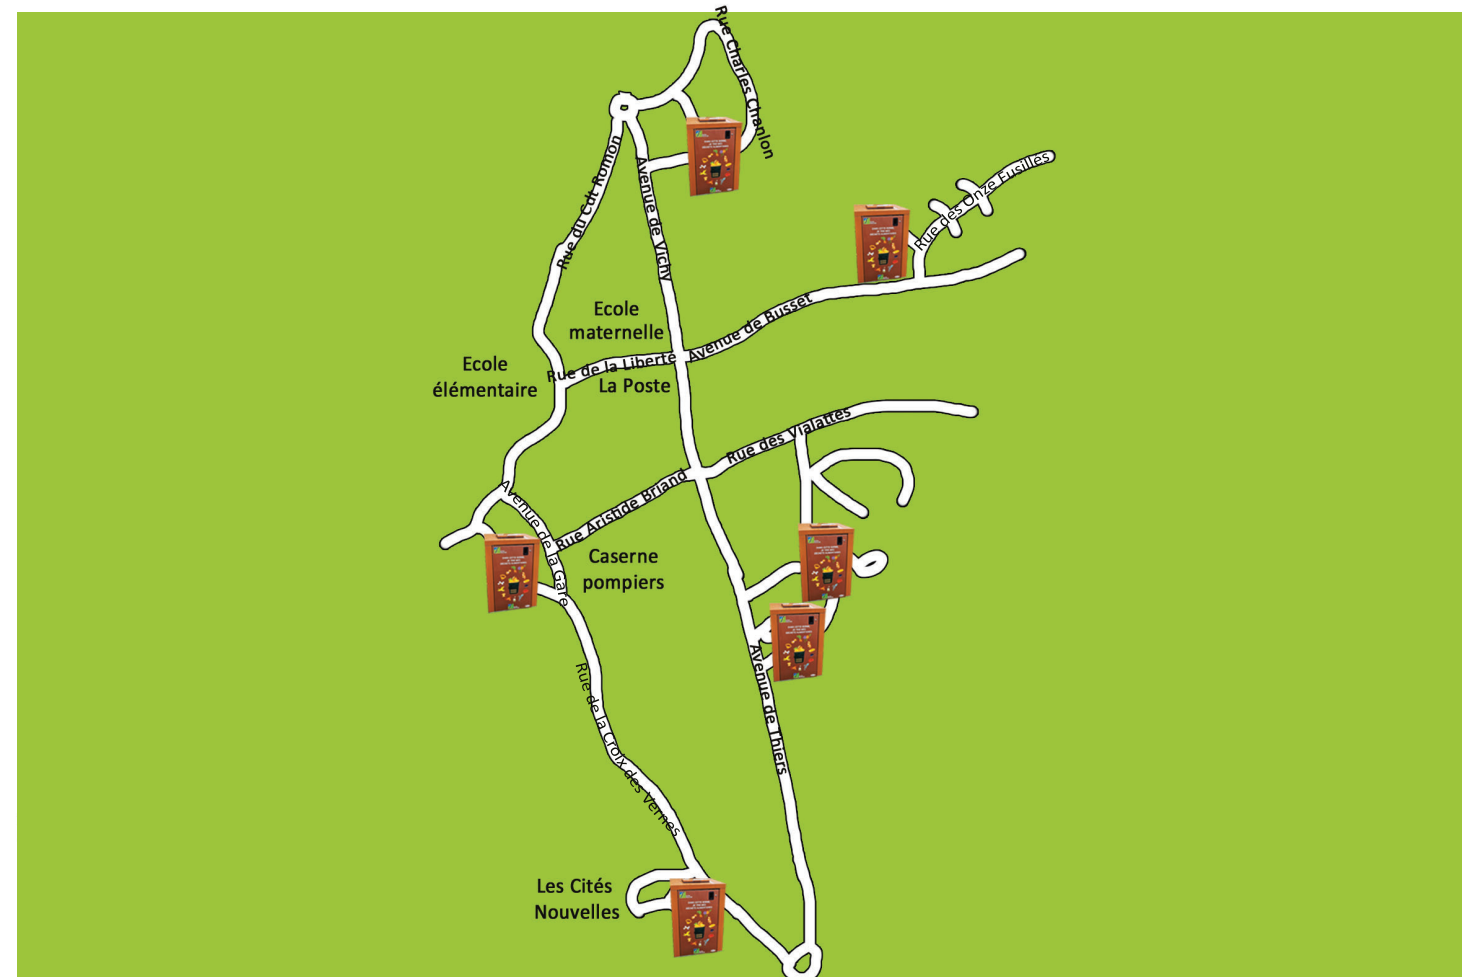 Rue Charles Chanlon
Rue du Cdt Romon
Avenue de Vichy
Rue des Onze Fusilles
Ecole
maternelle
Avenue de Busset
Rue de la Liberté
Ecole
élémentaire
La Poste
Rue des Vialattes
Rue Aristide Briand
Avenue de la Gare
Caserne
pompiers
Avenue de Thiers
Rue de la Croix des Vernes
Les Cités
Nouvelles